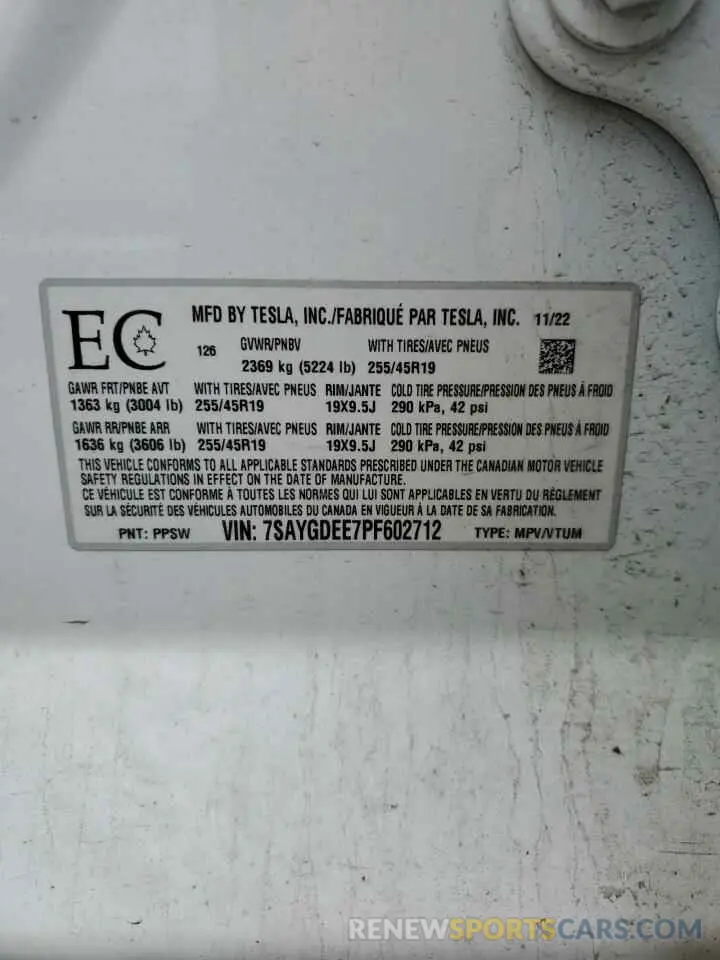 EC
MFD BY TESLA, INC./FABRIQUÉ PAR TESLA, INC. 11/22
126 GVWR/PNBV WITH TIRES/AVEC PNEUS
2369 kg (5224 lb) 255/45R19
GAWR FRT/PNBE AVT WITH TIRES/AVEC PNEUS RIM/JANTE COLD TIRE PRESSURE/PRESSION DES PNEUS À FROID
1363 kg (3004 lb) 255/45R19 19X9.5J 290 kPa, 42 psi
GAWR RR/PNBE ARR WITH TIRES/AVEC PNEUS RIM/JANTE COLD TIRE PRESSURE/PRESSION DES PNEUS À FROID
1636 kg (3606 lb) 255/45R19 19X9.5J 290 kPa, 42 psi
THIS VEHICLE CONFORMS TO ALL APPLICABLE STANDARDS PRESCRIBED UNDER THE CANADIAN MOTOR VEHICLE
SAFETY REGULATIONS IN EFFECT ON THE DATE OF MANUFACTURE.
CE VÉHICULE EST CONFORME À TOUTES LES NORMES QUI LUI SONT APPLICABLES EN VERTU DU RÈGLEMENT
SUR LA SÉCURITÉ DES VÉHICULES AUTOMOBILES DU CANADA EN VIGUEUR À LA DATE DE SA FABRICATION.
PNT: PPSW VIN: 7SAYGDEE7PF602712 TYPE: MPV/VTUM
RENEWSPORTSCARS.COM